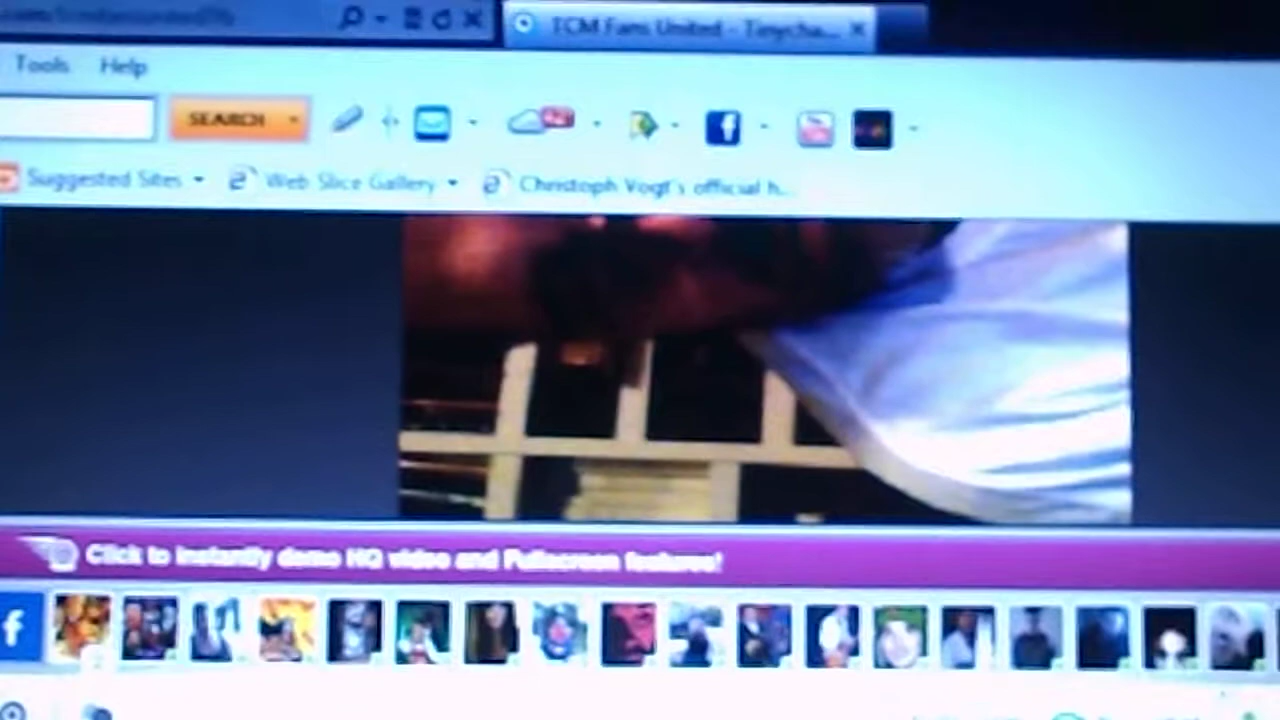 TCM Fans United - Tinycha...
Tools Help
SEARCH
Suggested Sites Web Slice Gallery Christoph Vogt's official h...
Click to instantly demo HQ video and Fullscreen features!
f